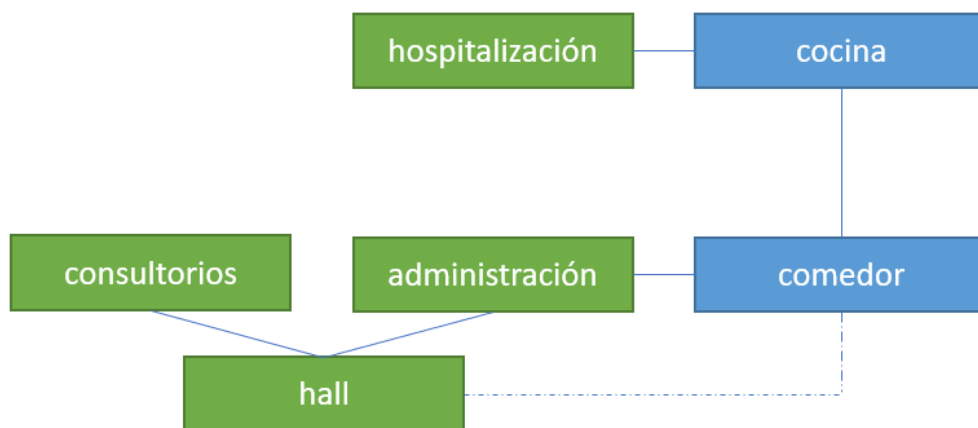 hospitalización
cocina
consultorios
administración
comedor
hall